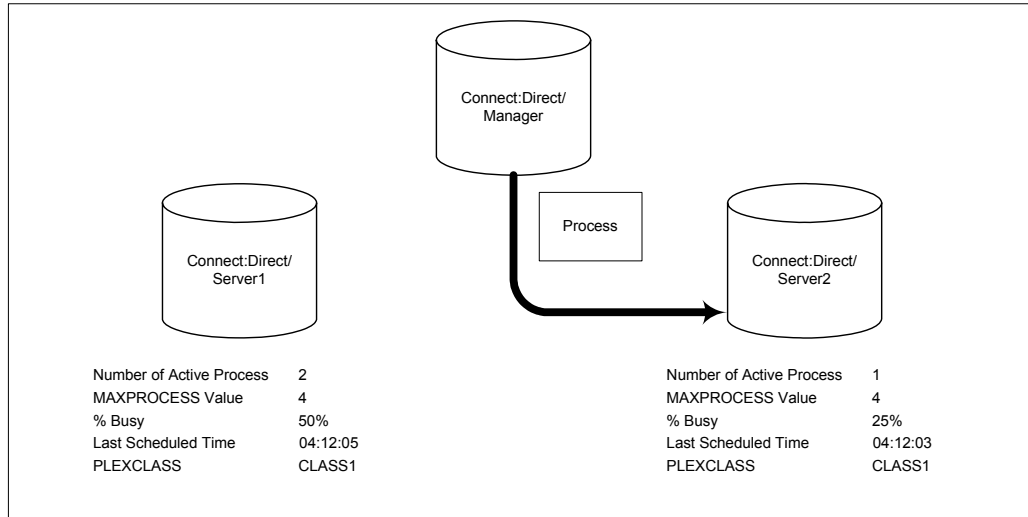 Connect:Direct/
Manager
Process
Connect:Direct/
Server1
Connect:Direct/
Server2
Number of Active Process 2
MAXPROCESS Value 4
% Busy 50%
Last Scheduled Time 04:12:05
PLEXCLASS CLASS1
Number of Active Process 1
MAXPROCESS Value 4
% Busy 25%
Last Scheduled Time 04:12:03
PLEXCLASS CLASS1